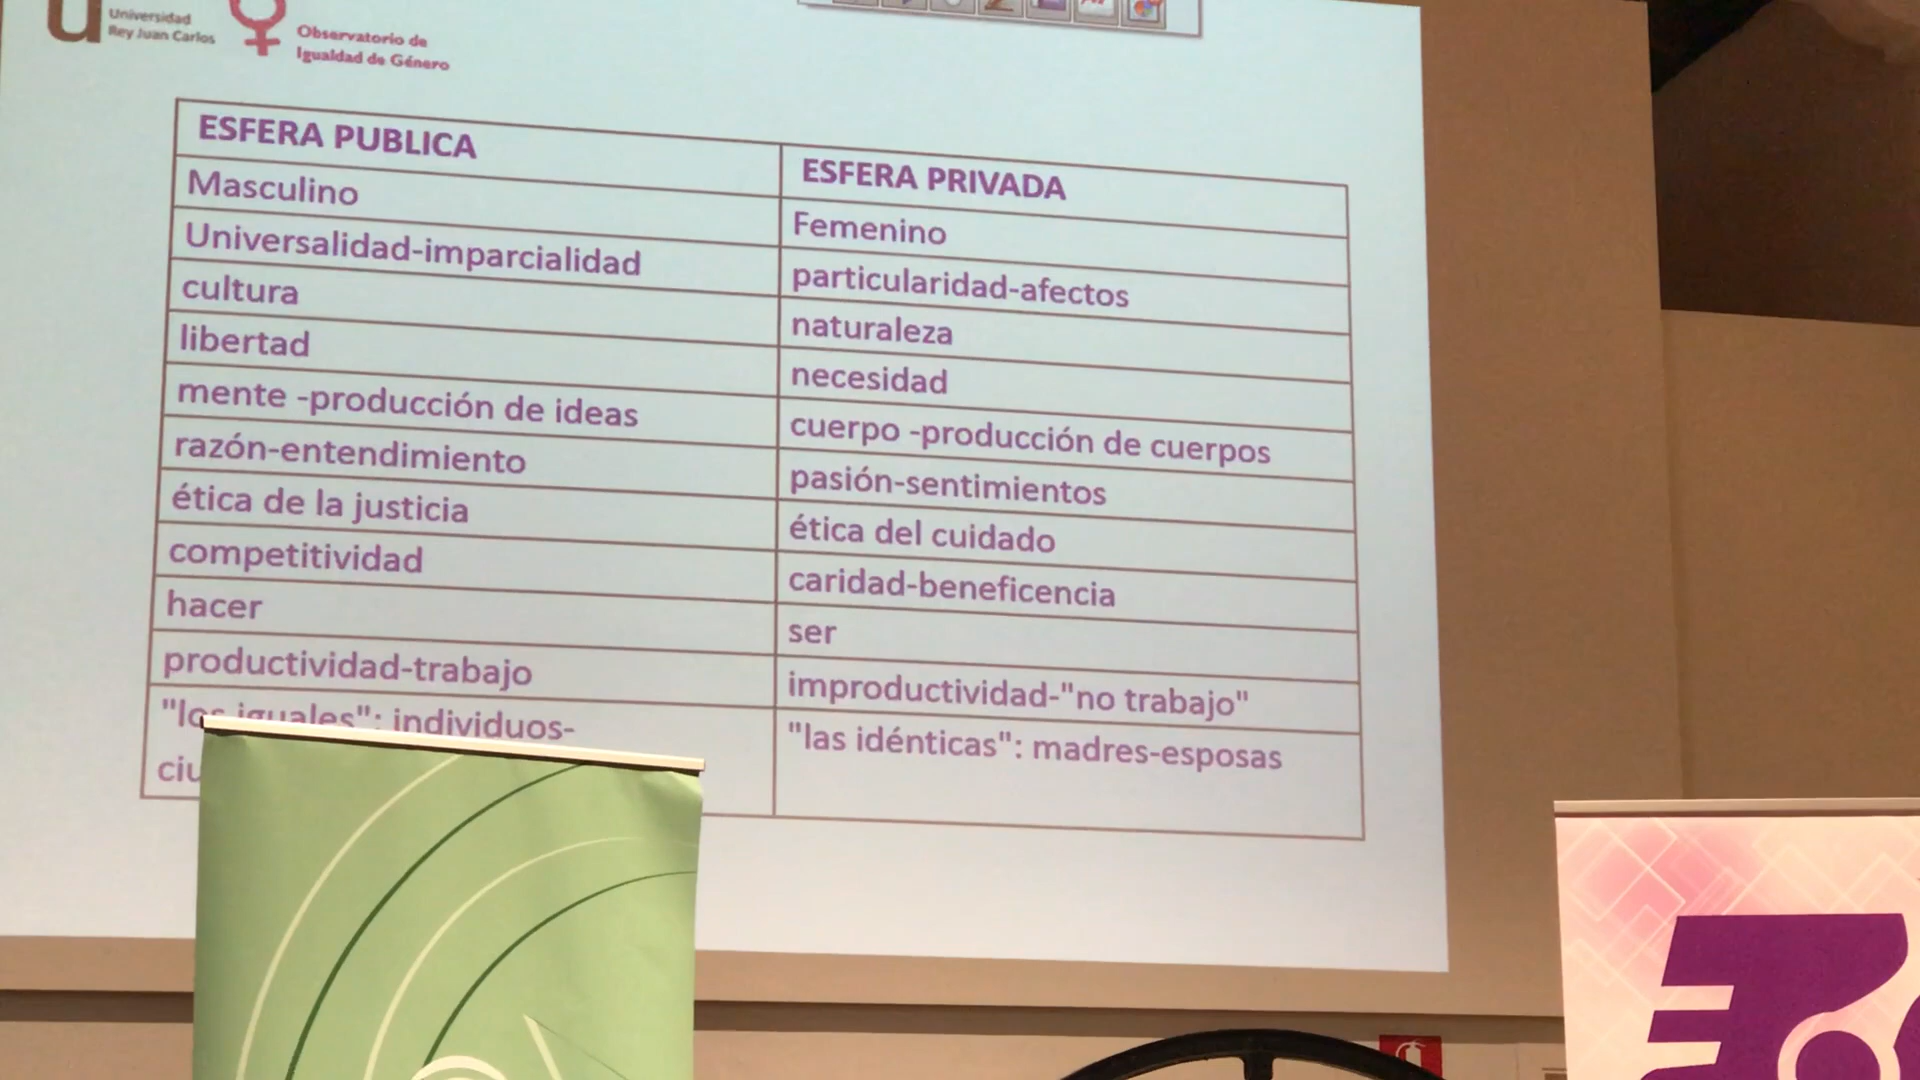 Universidad
Rey Juan Carlos
Observatorio de
Igualdad de Género
ESFERA PUBLICA
ESFERA PRIVADA
Masculino
Femenino
Universalidad-imparcialidad
particularidad-afectos
cultura
naturaleza
libertad
necesidad
mente -producción de ideas
cuerpo -producción de cuerpos
razón-entendimiento
pasión-sentimientos
ética de la justicia
ética del cuidado
competitividad
caridad-beneficencia
hacer
ser
productividad-trabajo
improductividad-"no trabajo"
"los iguales": individuos-
"las idénticas": madres-esposas